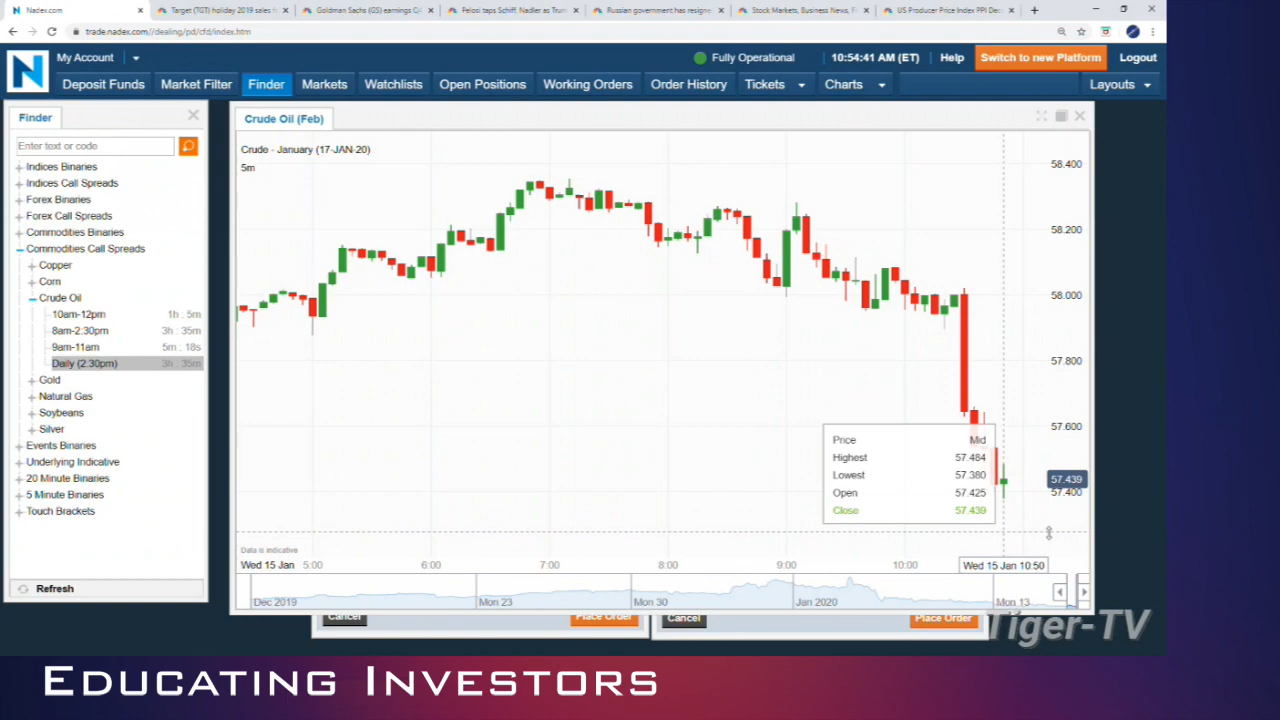 Nadex.com
Target (TGT) holiday 2019 sales f
Goldman Sachs (GS) earnings Q4
Pelosi taps Schiff, Nadler as Trum
Russian government has resigned
Stock Markets, Business News, F
US Producer Price Index PPI Dec
trade.nadex.com//dealing/pd/cfd/index.htm
My Account
Fully Operational
10:54:41 AM (ET)
Help
Switch to new Platform
Logout
Deposit Funds
Market Filter
Finder
Markets
Watchlists
Open Positions
Working Orders
Order History
Tickets
Charts
Layouts
Finder
Enter text or code
Indices Binaries
Indices Call Spreads
Forex Binaries
Forex Call Spreads
Commodities Binaries
Commodities Call Spreads
Copper
Corn
Crude Oil
10am-12pm 1h : 5m
8am-2:30pm 3h : 35m
9am-11am 5m : 18s
Daily (2:30pm) 3h : 35m
Gold
Natural Gas
Soybeans
Silver
Events Binaries
Underlying Indicative
20 Minute Binaries
5 Minute Binaries
Touch Brackets
Refresh
Crude Oil (Feb)
Crude - January (17-JAN-20)
5m
58.400
58.200
58.000
57.800
57.600
57.439
57.400
Price Mid
Highest 57.484
Lowest 57.380
Open 57.425
Close 57.439
Data is indicative
Wed 15 Jan 5:00 6:00 7:00 8:00 9:00 10:00 Wed 15 Jan 10:50
Dec 2019 Mon 23 Mon 30 Jan 2020 Mon 13
Cancel Place Order Cancel Place Order
Tiger-TV
EDUCATING INVESTORS